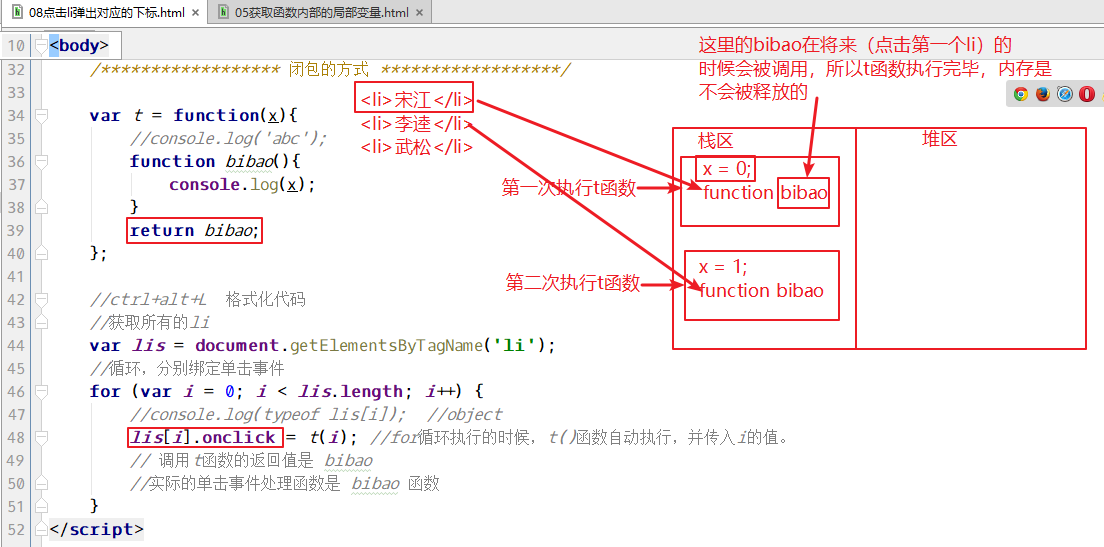 08点击li弹出对应的下标.html ×
05获取函数内部的局部变量.html ×
10 <body>
32 /****************** 闭包的方式 ******************/
33
34 var t = function(x){
35 //console.log('abc');
36 function bibao(){
37 console.log(x);
38 }
39 return bibao;
40 };
41
42 //ctrl+alt+L 格式化代码
43 //获取所有的li
44 var lis = document.getElementsByTagName('li');
45 //循环，分别绑定单击事件
46 for (var i = 0; i < lis.length; i++) {
47 //console.log(typeof lis[i]); //object
48 lis[i].onclick = t(i); //for循环执行的时候，t()函数自动执行，并传入i的值。
49 // 调用t函数的返回值是 bibao
50 //实际的单击事件处理函数是 bibao 函数
51 }
52 </script>
<li>宋江</li>
<li>李逵</li>
<li>武松</li>
这里的bibao在将来（点击第一个li）的
时候会被调用，所以t函数执行完毕，内存是
不会被释放的
栈区
堆区
第一次执行t函数
x = 0;
function bibao
第二次执行t函数
x = 1;
function bibao